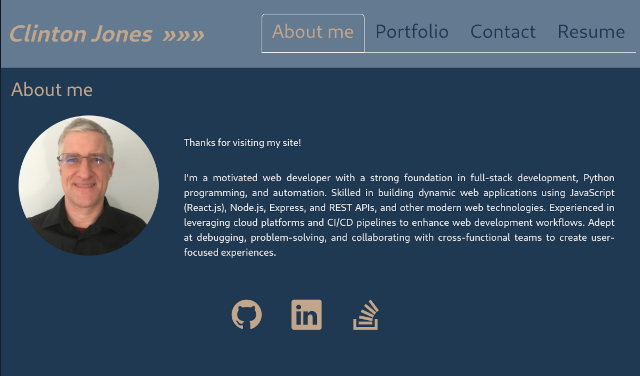 Clinton Jones »»»
About me
Portfolio
Contact
Resume
About me
Thanks for visiting my site!
I'm a motivated web developer with a strong foundation in full-stack development, Python
programming, and automation. Skilled in building dynamic web applications using JavaScript
(React.js), Node.js, Express, and REST APIs, and other modern web technologies. Experienced in
leveraging cloud platforms and CI/CD pipelines to enhance web development workflows. Adept
at debugging, problem-solving, and collaborating with cross-functional teams to create user-
focused experiences.
in